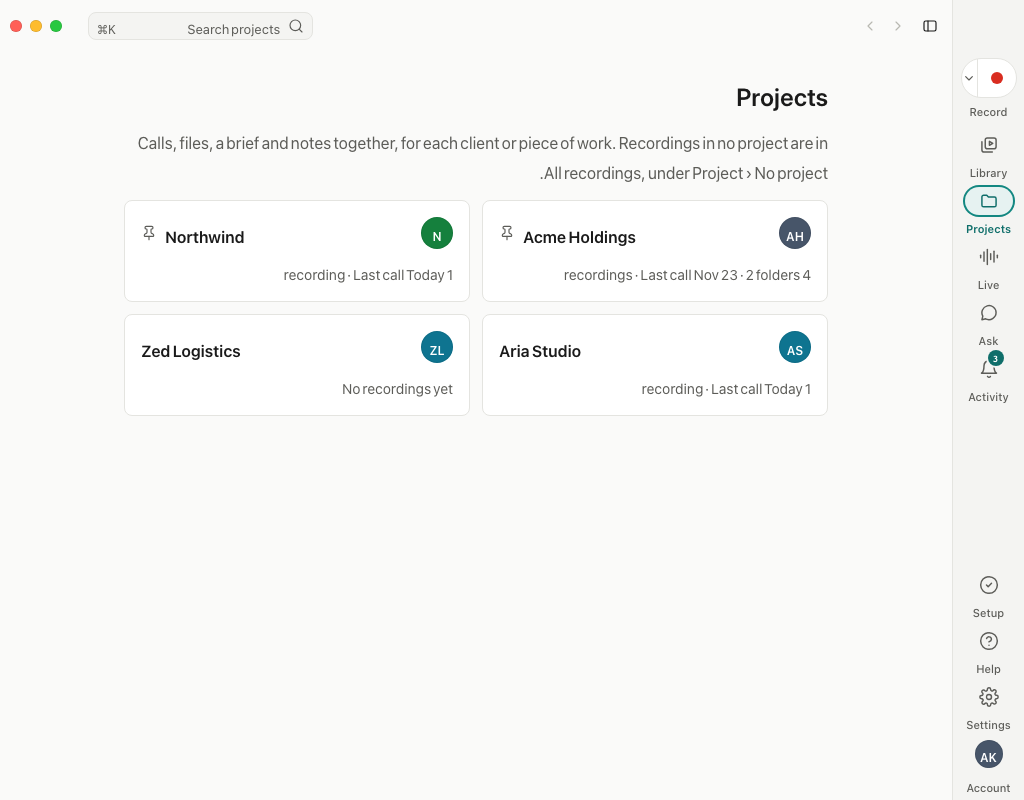 ⌘K Search projects
Record
Library
Projects
Live
Ask
3
Activity
Setup
Help
Settings
AK
Account
Projects
Calls, files, a brief and notes together, for each client or piece of work. Recordings in no project are in
.All recordings, under Project › No project
AH Acme Holdings
recordings · Last call Nov 23 · 2 folders 4
N Northwind
recording · Last call Today 1
AS Aria Studio
recording · Last call Today 1
ZL Zed Logistics
No recordings yet